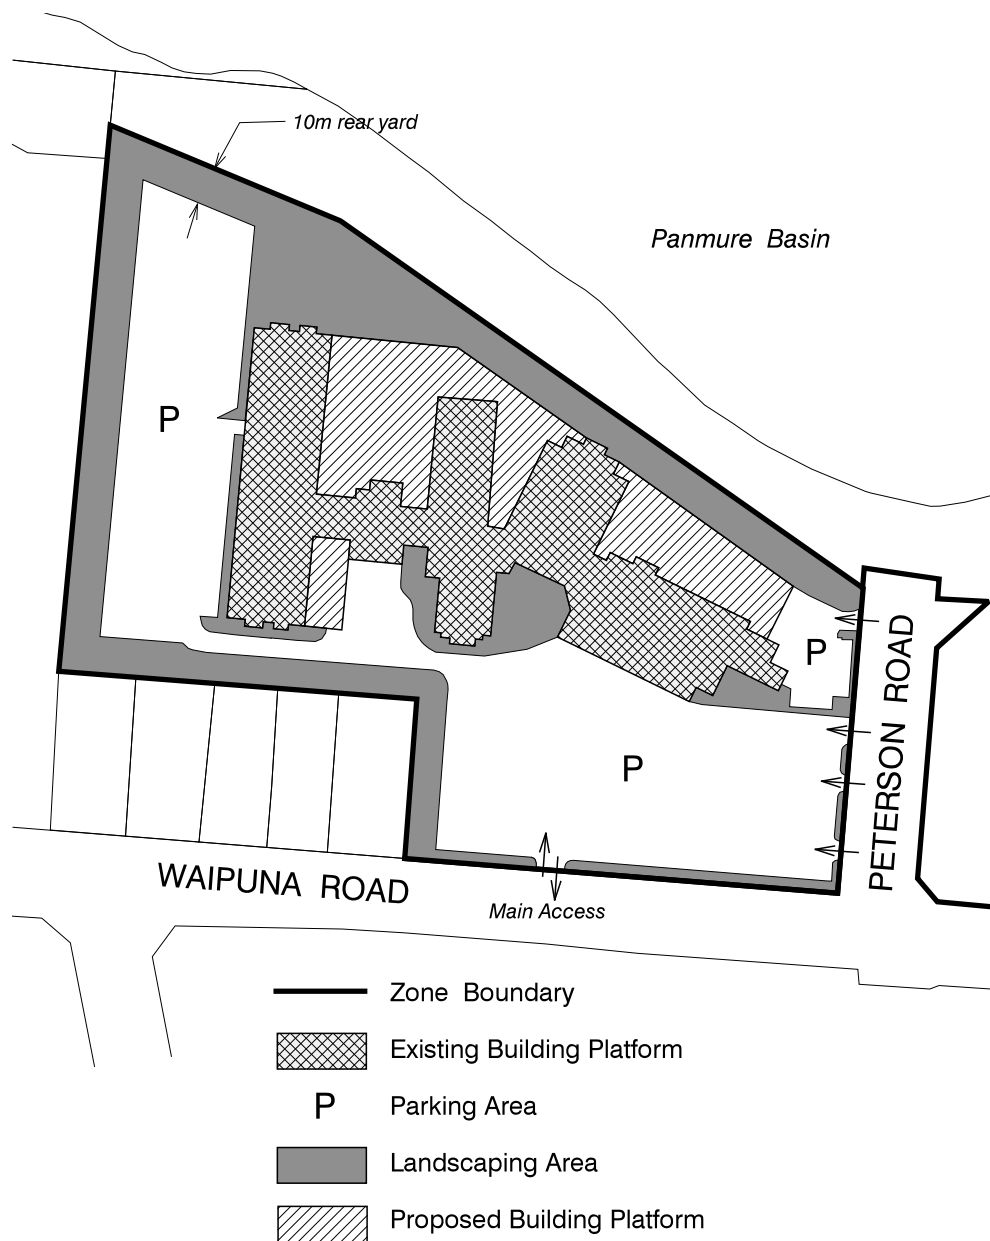 10m rear yard
Panmure Basin
P
P
P
PETERSON ROAD
WAIPUNA ROAD
Main Access
Zone Boundary
Existing Building Platform
P Parking Area
Landscaping Area
Proposed Building Platform